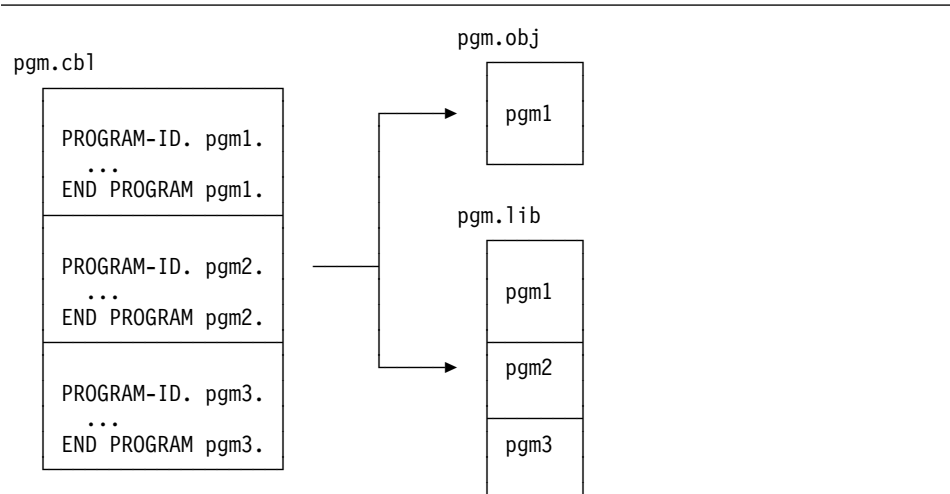 pgm.cbl
PROGRAM-ID. pgm1.
...
END PROGRAM pgm1.
PROGRAM-ID. pgm2.
...
END PROGRAM pgm2.
PROGRAM-ID. pgm3.
...
END PROGRAM pgm3.
pgm.obj
pgm1
pgm.lib
pgm1
pgm2
pgm3